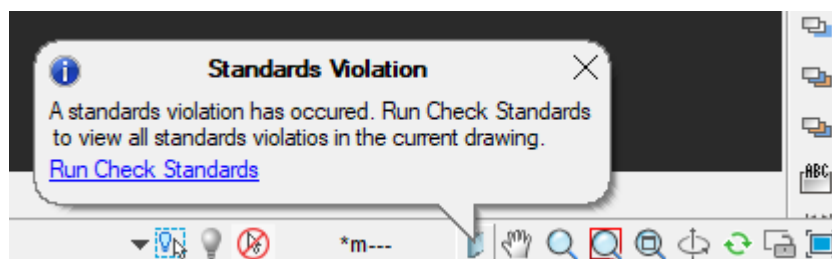 Standards Violation
A standards violation has occured. Run Check Standards
to view all standards violatios in the current drawing.
Run Check Standards
ABC
*m---